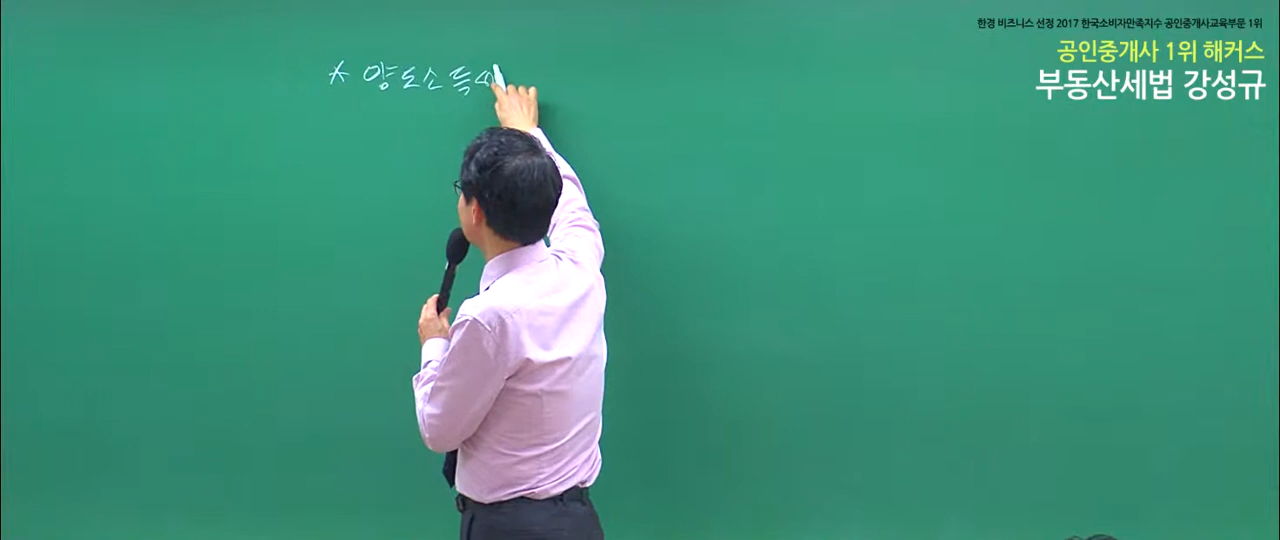 한경 비즈니스 선정 2017 한국소비자만족지수 공인중개사교육부문 1위
공인중개사 1위 해커스
부동산세법 강성규
* 양도소득